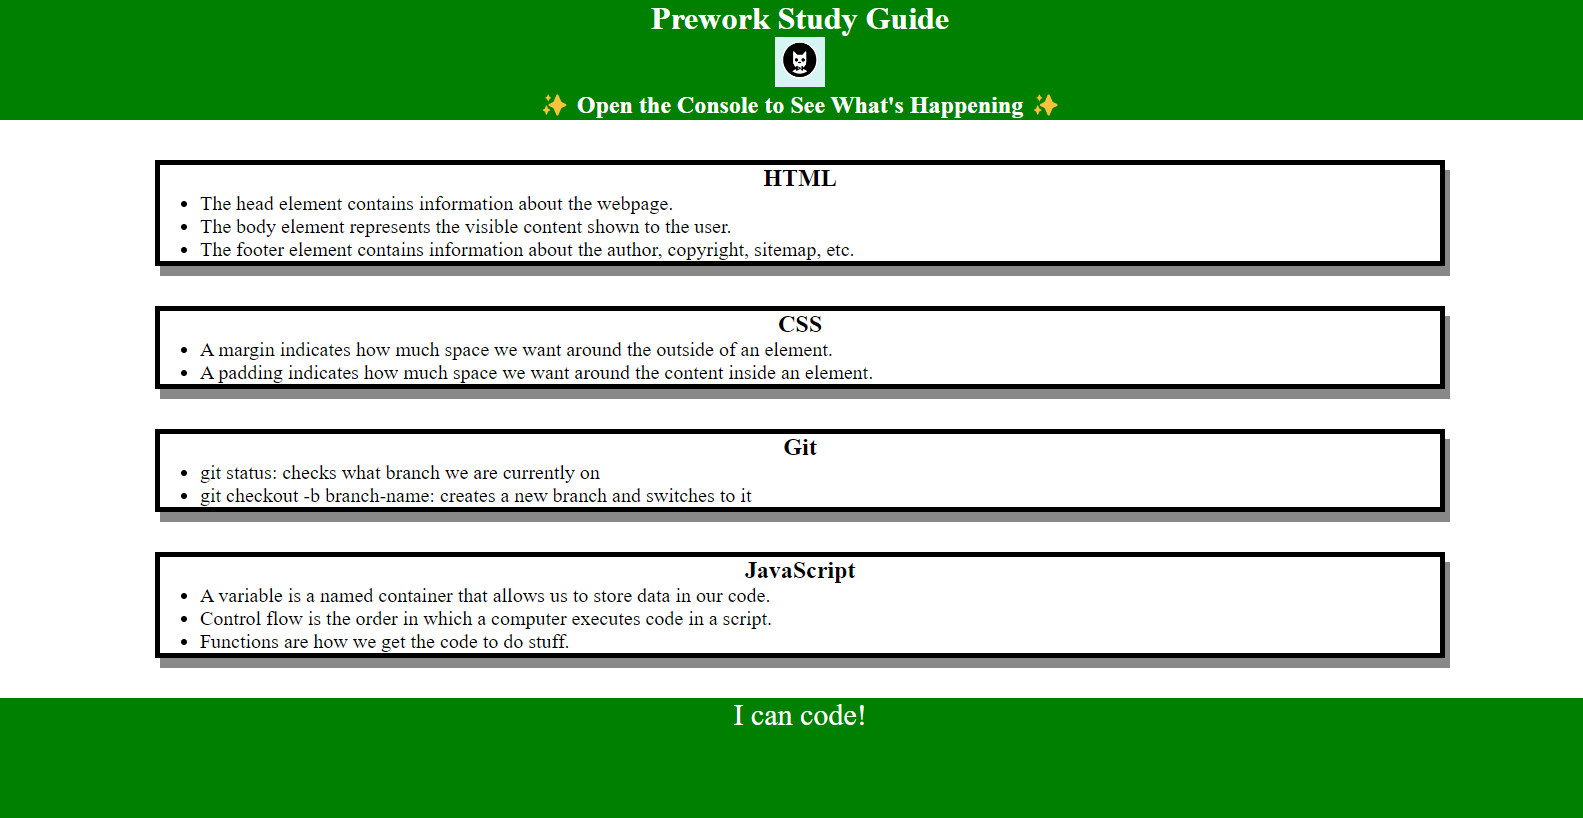 Prework Study Guide
✨ Open the Console to See What's Happening ✨
HTML
• The head element contains information about the webpage.
• The body element represents the visible content shown to the user.
• The footer element contains information about the author, copyright, sitemap, etc.
CSS
• A margin indicates how much space we want around the outside of an element.
• A padding indicates how much space we want around the content inside an element.
Git
• git status: checks what branch we are currently on
• git checkout -b branch-name: creates a new branch and switches to it
JavaScript
• A variable is a named container that allows us to store data in our code.
• Control flow is the order in which a computer executes code in a script.
• Functions are how we get the code to do stuff.
I can code!